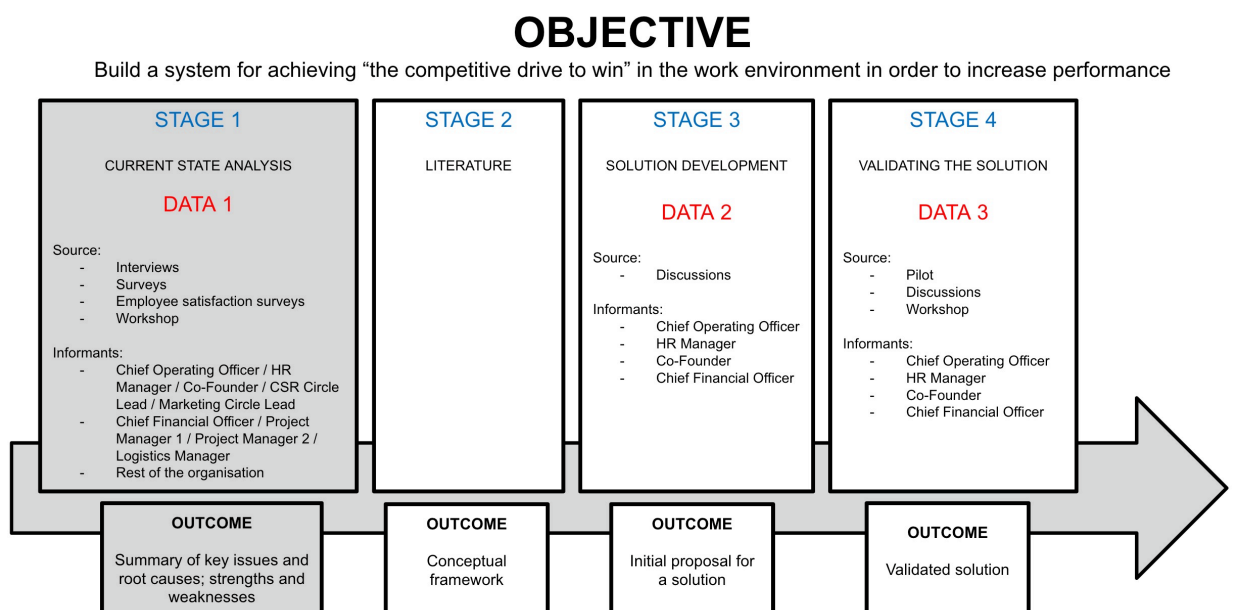 OBJECTIVE
Build a system for achieving “the competitive drive to win” in the work environment in order to increase performance
STAGE 1
CURRENT STATE ANALYSIS
DATA 1
Source:
- Interviews
- Surveys
- Employee satisfaction surveys
- Workshop
Informants:
- Chief Operating Officer / HR
Manager / Co-Founder / CSR Circle
Lead / Marketing Circle Lead
- Chief Financial Officer / Project
Manager 1 / Project Manager 2 /
Logistics Manager
- Rest of the organisation
OUTCOME
Summary of key issues and
root causes; strengths and
weaknesses
STAGE 2
LITERATURE
OUTCOME
Conceptual
framework
STAGE 3
SOLUTION DEVELOPMENT
DATA 2
Source:
- Discussions
Informants:
- Chief Operating Officer
- HR Manager
- Co-Founder
- Chief Financial Officer
OUTCOME
Initial proposal for
a solution
STAGE 4
VALIDATING THE SOLUTION
DATA 3
Source:
- Pilot
- Discussions
- Workshop
Informants:
- Chief Operating Officer
- HR Manager
- Co-Founder
- Chief Financial Officer
OUTCOME
Validated solution